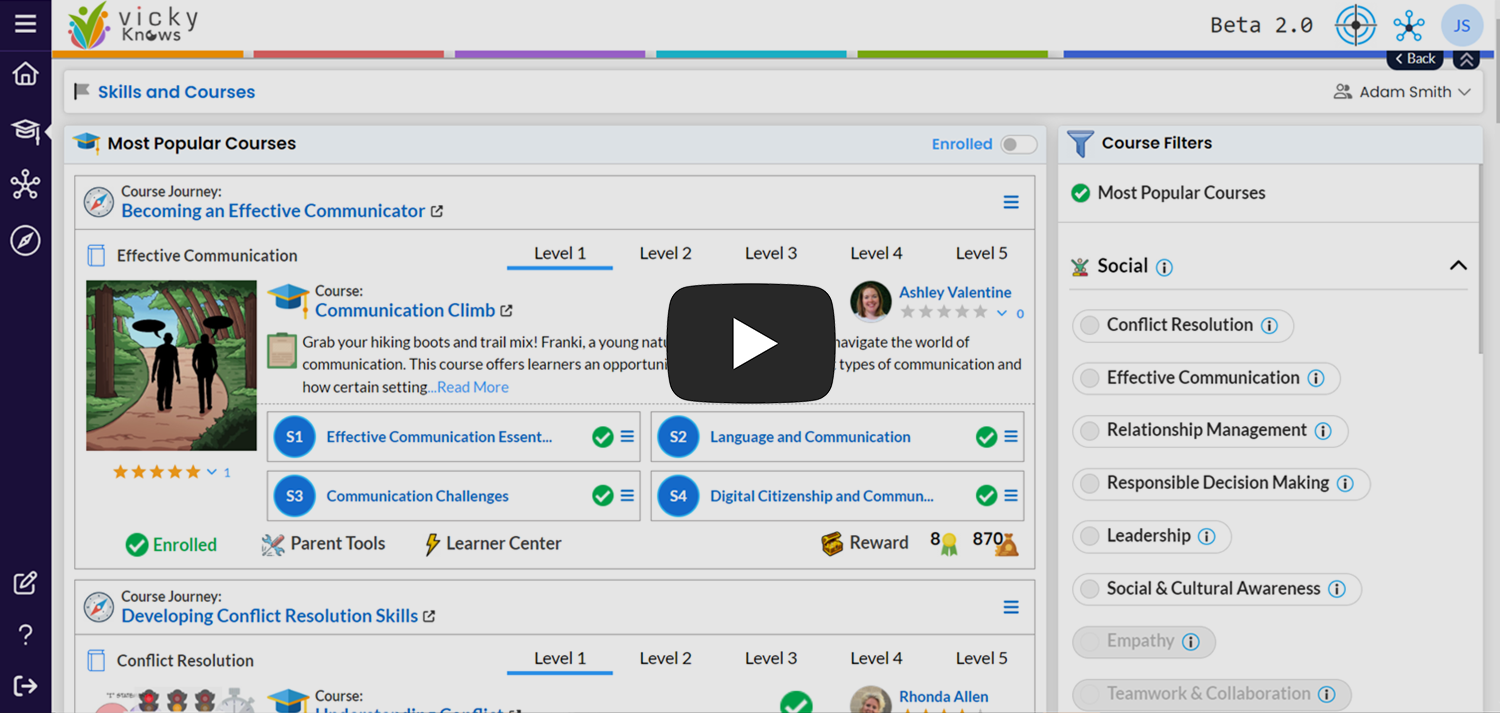 vicky
Knows
Beta 2.0
JS
Back
Skills and Courses
Adam Smith
Most Popular Courses
Enrolled
Course Filters
Course Journey:
Becoming an Effective Communicator
Most Popular Courses
Effective Communication
Level 1
Level 2
Level 3
Level 4
Level 5
Social
Course:
Communication Climb
Ashley Valentine
0
Grab your hiking boots and trail mix! Franki, a young natu avigate the world of
communication. This course offers learners an opportuni types of communication and
how certain setting...Read More
S1 Effective Communication Essent...
S2 Language and Communication
1
S3 Communication Challenges
S4 Digital Citizenship and Commun...
Enrolled
Parent Tools
Learner Center
Reward
8
870
Conflict Resolution
Effective Communication
Relationship Management
Responsible Decision Making
Leadership
Social & Cultural Awareness
Empathy
Teamwork & Collaboration
Course Journey:
Developing Conflict Resolution Skills
Conflict Resolution
Level 1
Level 2
Level 3
Level 4
Level 5
Course:
Understanding Conflict
Rhonda Allen